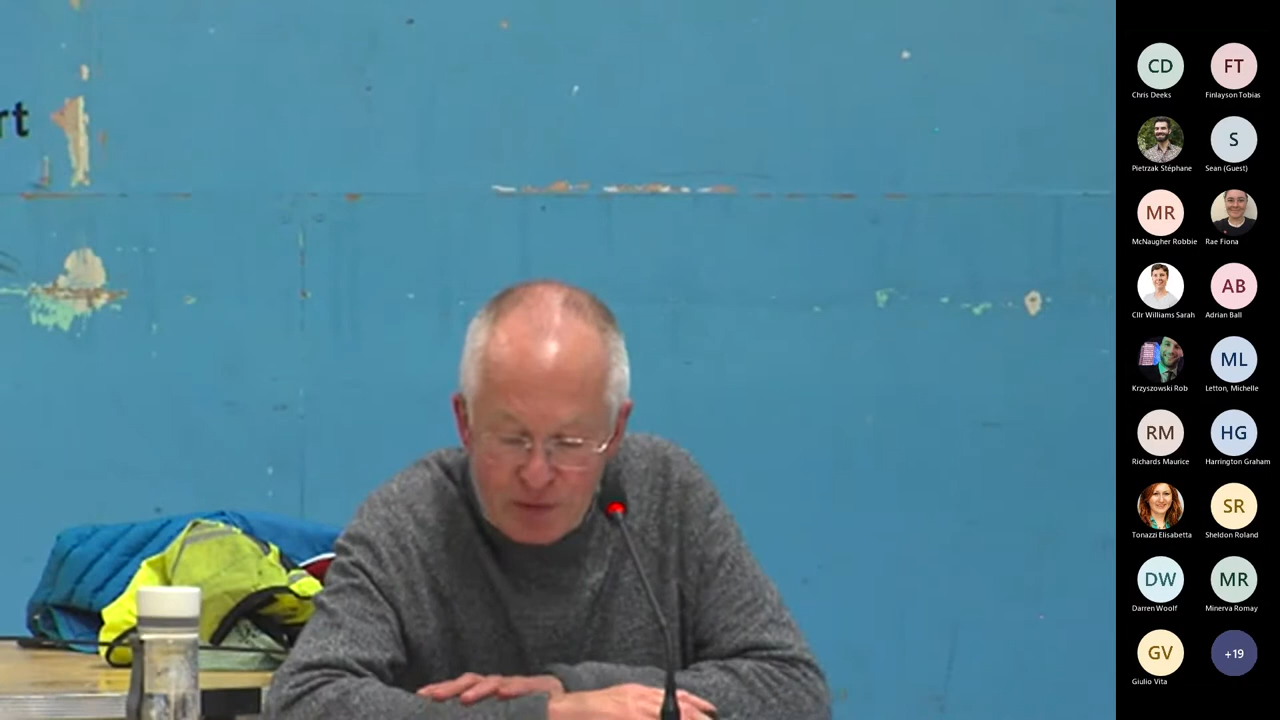 rt
CD
FT
Chris Deeks
Finlayson Tobias
S
Pietrzak Stéphane
Sean (Guest)
MR
McNaugher Robbie
Rae Fiona
AB
Cllr Williams Sarah
Adrian Ball
ML
Krzyszowski Rob
Letton, Michelle
RM
HG
Richards Maurice
Harrington Graham
SR
Tonazzi Elisabetta
Sheldon Roland
DW
MR
Darren Woolf
Minerva Romay
GV
+19
Giulio Vita